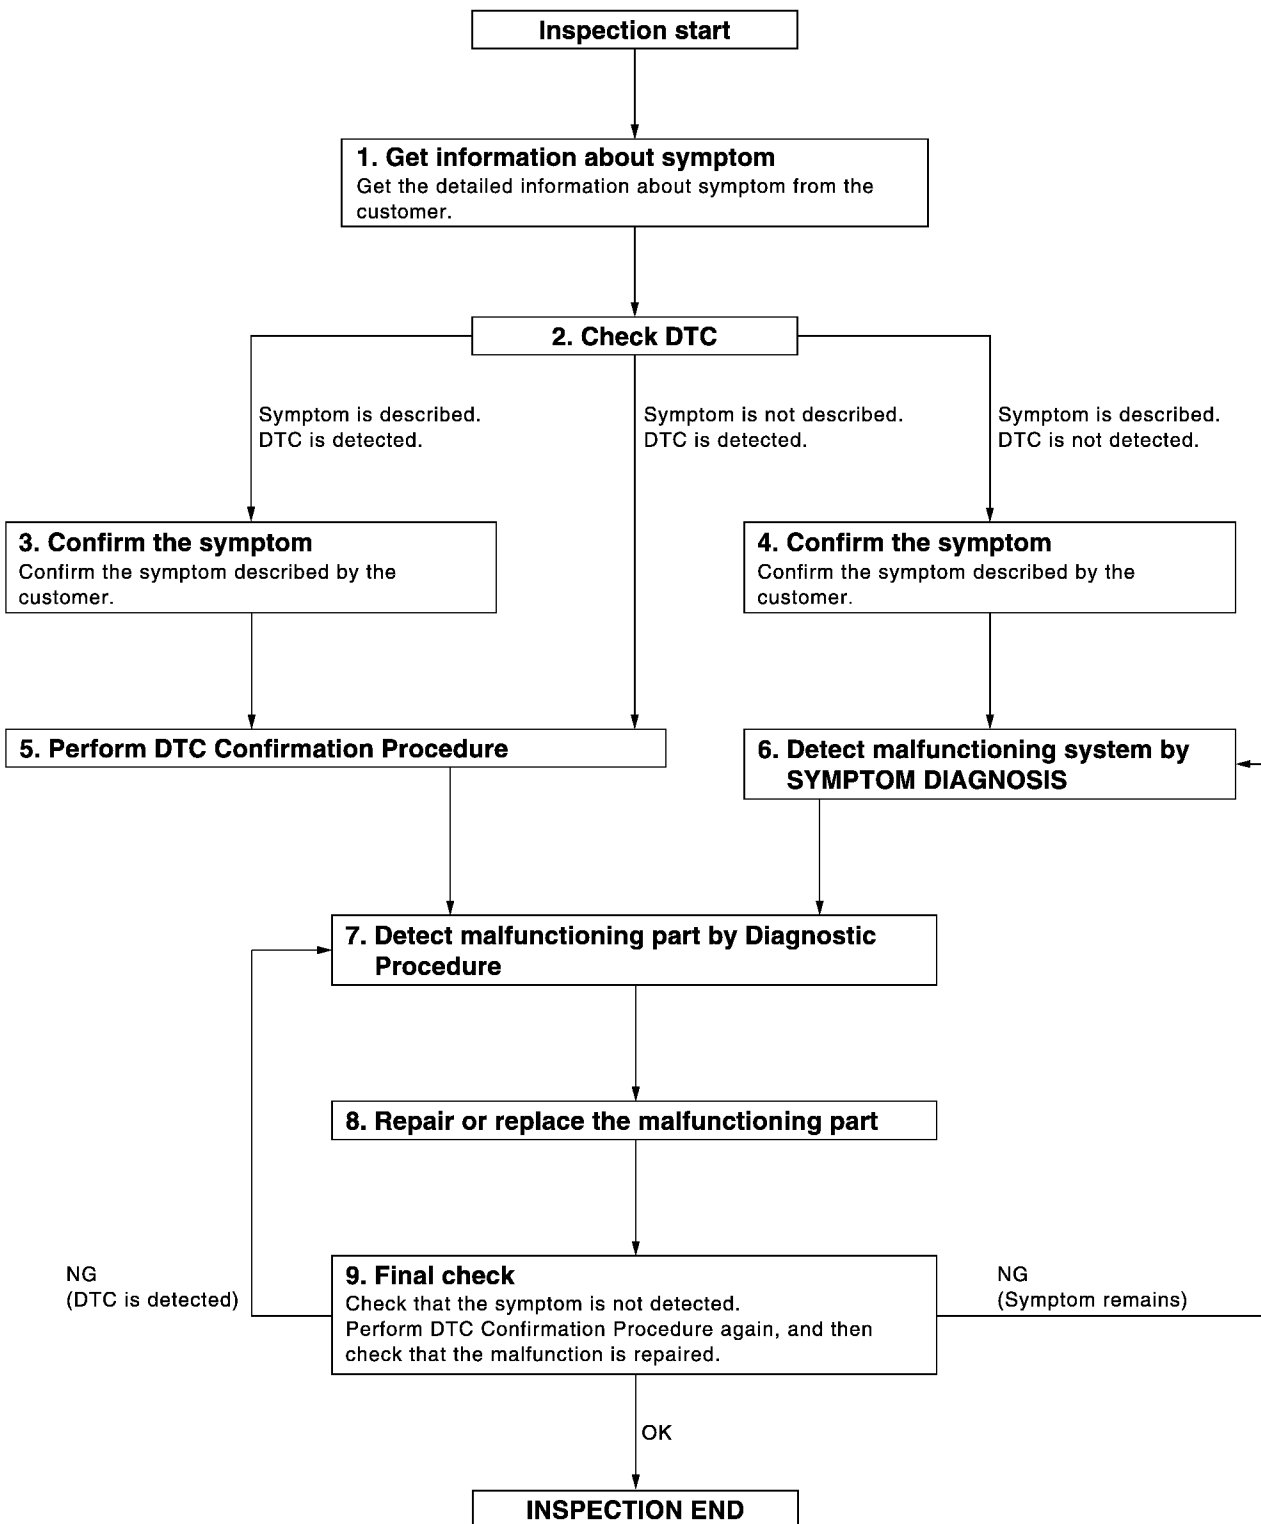 Inspection start
1. Get information about symptom
Get the detailed information about symptom from the
customer.
2. Check DTC
Symptom is described.
DTC is detected.
Symptom is not described.
DTC is detected.
Symptom is described.
DTC is not detected.
3. Confirm the symptom
Confirm the symptom described by the
customer.
4. Confirm the symptom
Confirm the symptom described by the
customer.
5. Perform DTC Confirmation Procedure
6. Detect malfunctioning system by
SYMPTOM DIAGNOSIS
7. Detect malfunctioning part by Diagnostic
Procedure
8. Repair or replace the malfunctioning part
NG
(DTC is detected)
9. Final check
Check that the symptom is not detected.
Perform DTC Confirmation Procedure again, and then
check that the malfunction is repaired.
NG
(Symptom remains)
OK
INSPECTION END